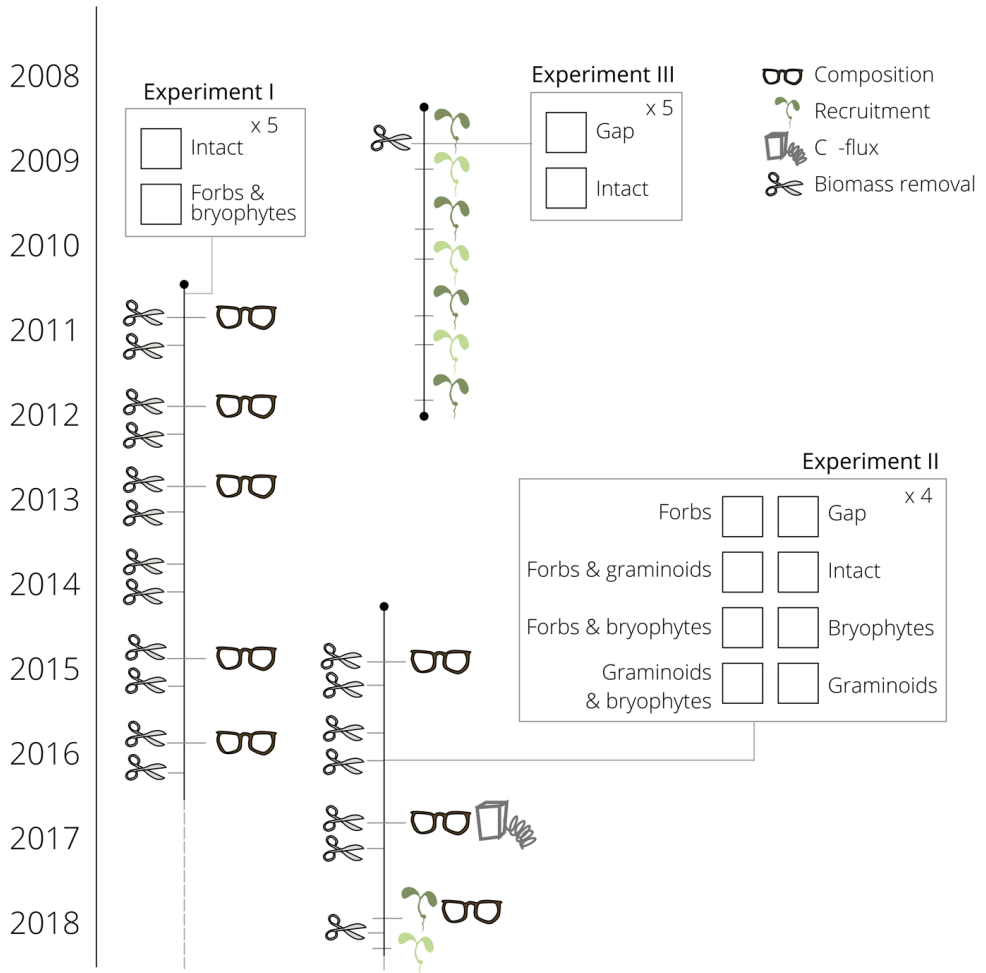 2008
2009
2010
2011
2012
2013
2014
2015
2016
2017
2018
Experiment I
x 5
Intact
Forbs &
bryophytes
Experiment III
x 5
Gap
Intact
Composition
Recruitment
C -flux
Biomass removal
Experiment II
x 4
Forbs
Gap
Forbs & graminoids
Intact
Forbs & bryophytes
Bryophytes
Graminoids
& bryophytes
Graminoids